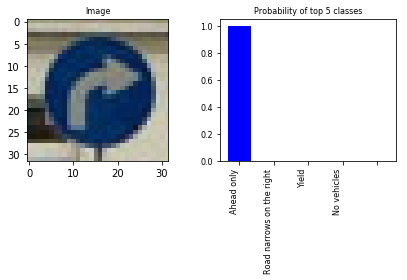 Image
Probability of top 5 classes
0
5
10
15
20
25
30
0
10
20
30
1.0
0.8
0.6
0.4
0.2
0.0
Ahead only
Road narrows on the right
Yield
No vehicles